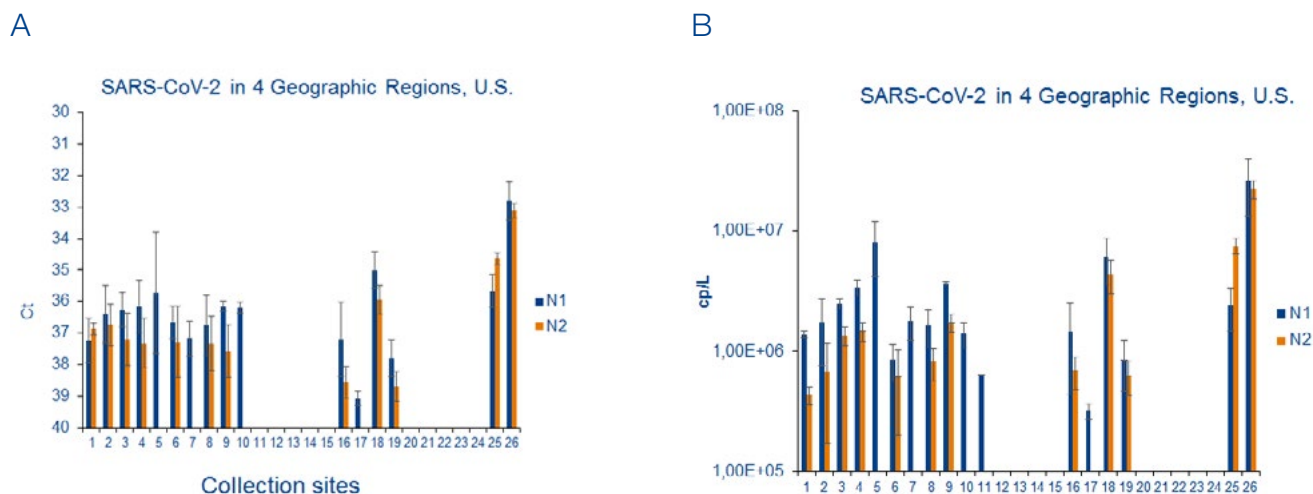 A
SARS-CoV-2 in 4 Geographic Regions, U.S.
30
31
32
33
34
35
36
37
38
39
40
Ct
1 2 3 4 5 6 7 8 9 10 11 12 13 14 15 16 17 18 19 20 21 22 23 24 25 26
Collection sites
N1
N2
B
SARS-CoV-2 in 4 Geographic Regions, U.S.
1,00E+08
1,00E+07
1,00E+06
1,00E+05
cp/L
1 2 3 4 5 6 7 8 9 10 11 12 13 14 15 16 17 18 19 20 21 22 23 24 25 26
N1
N2